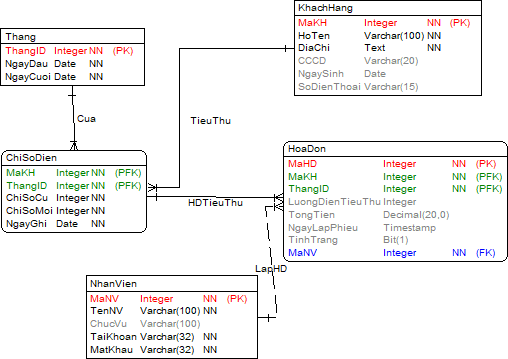 KhachHang
MaKH Integer NN (PK)
HoTen Varchar(100) NN
DiaChi Text NN
CCCD Varchar(20)
NgaySinh Date
SoDienThoai Varchar(15)
Thang
ThangID Integer NN (PK)
NgayDau Date NN
NgayCuoi Date NN
Cua
TieuThu
ChiSoDien
MaKH Integer NN (PFK)
ThangID Integer NN (PFK)
ChiSoCu Integer NN
ChiSoMoi Integer NN
NgayGhi Date NN
HDTieuThu
HoaDon
MaHD Integer NN (PK)
MaKH Integer NN (PFK)
ThangID Integer NN (PFK)
LuongDienTieuThu Integer
TongTien Decimal(20,0)
NgayLapPhieu Timestamp
TinhTrang Bit(1)
MaNV Integer NN (FK)
LapHD
NhanVien
MaNV Integer NN (PK)
TenNV Varchar(100) NN
ChucVu Varchar(100)
TaiKhoan Varchar(32) NN
MatKhau Varchar(32) NN